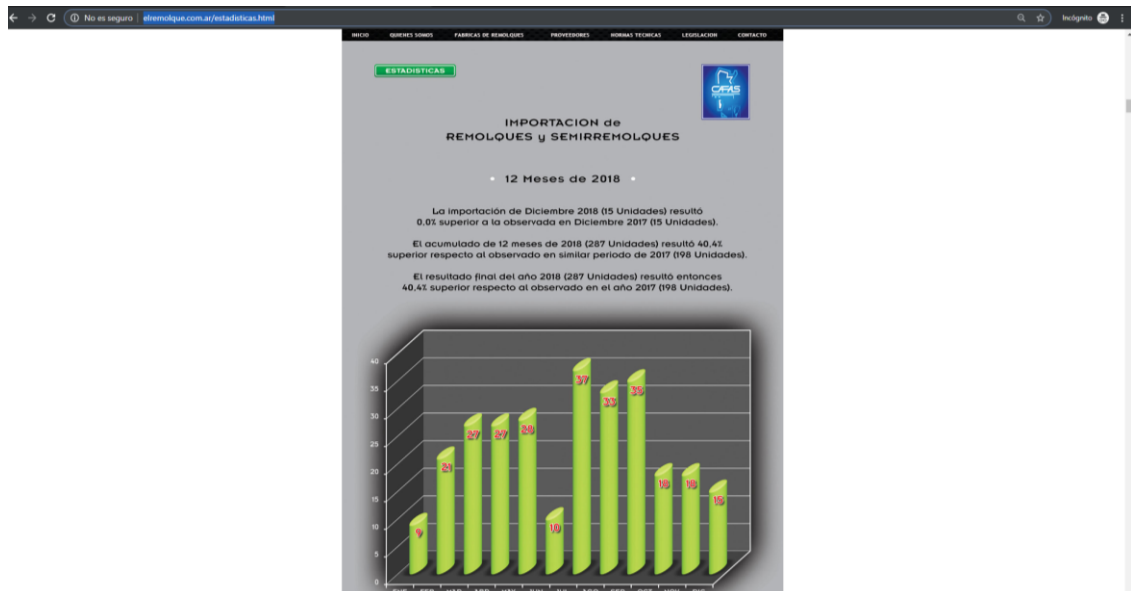 No es seguro | elremolque.com.ar/estadisticas.html
Incógnito
INICIO QUIENES SOMOS FABRICAS DE REMOLQUES PROVEEDORES NORMAS TECNICAS LEGISLACION CONTACTO
ESTADISTICAS
CAFAS
IMPORTACION de
REMOLQUES y SEMIRREMOLQUES
• 12 Meses de 2018 •
La importación de Diciembre 2018 (15 Unidades) resultó
0,0% superior a la observada en Diciembre 2017 (15 Unidades).
El acumulado de 12 meses de 2018 (287 Unidades) resultó 40,4%
superior respecto al observado en similar periodo de 2017 (198 Unidades).
El resultado final del año 2018 (287 Unidades) resultó entonces
40,4% superior respecto al observado en el año 2017 (198 Unidades).
40
35
30
25
20
15
10
5
0
9
21
27
27
28
10
37
33
35
18
18
15